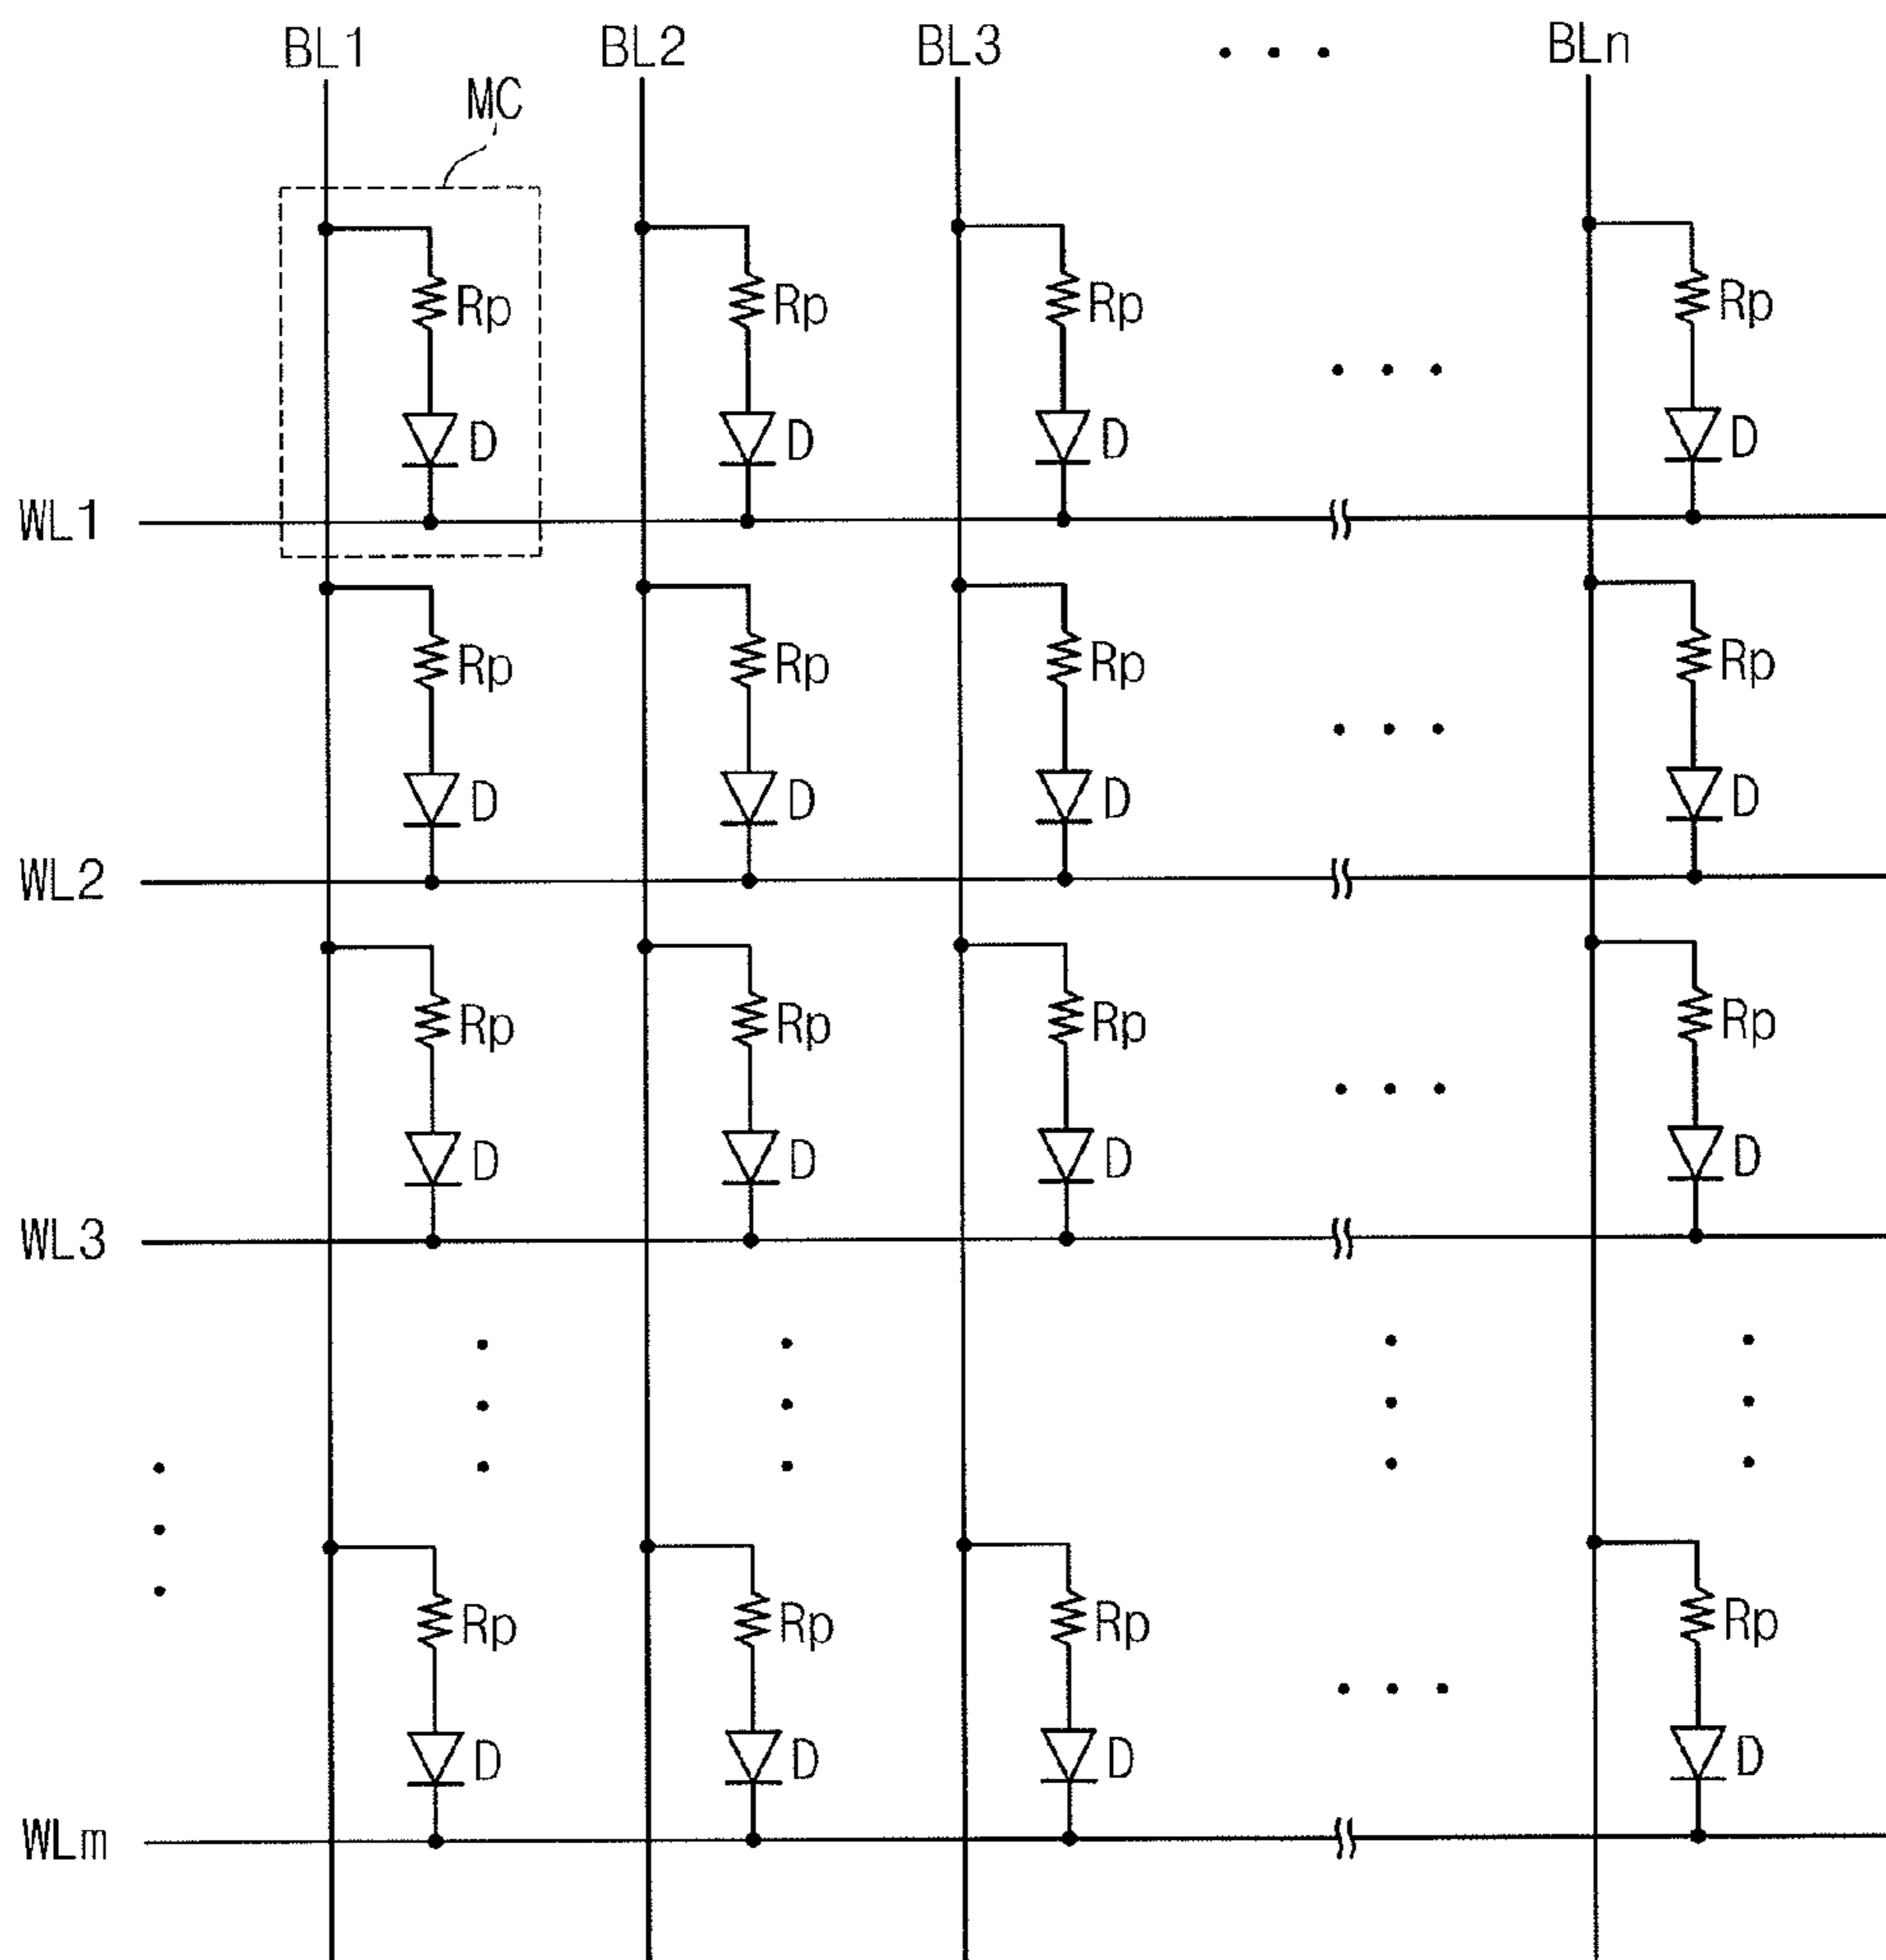 BL1 BL2 BL3 . . . BLn
MC
Rp Rp Rp Rp
. . .
D D D D
WL1
Rp Rp Rp Rp
. . .
D D D D
WL2
Rp Rp Rp Rp
. . .
D D D D
WL3
Rp Rp Rp Rp
. . .
D D D D
WLm